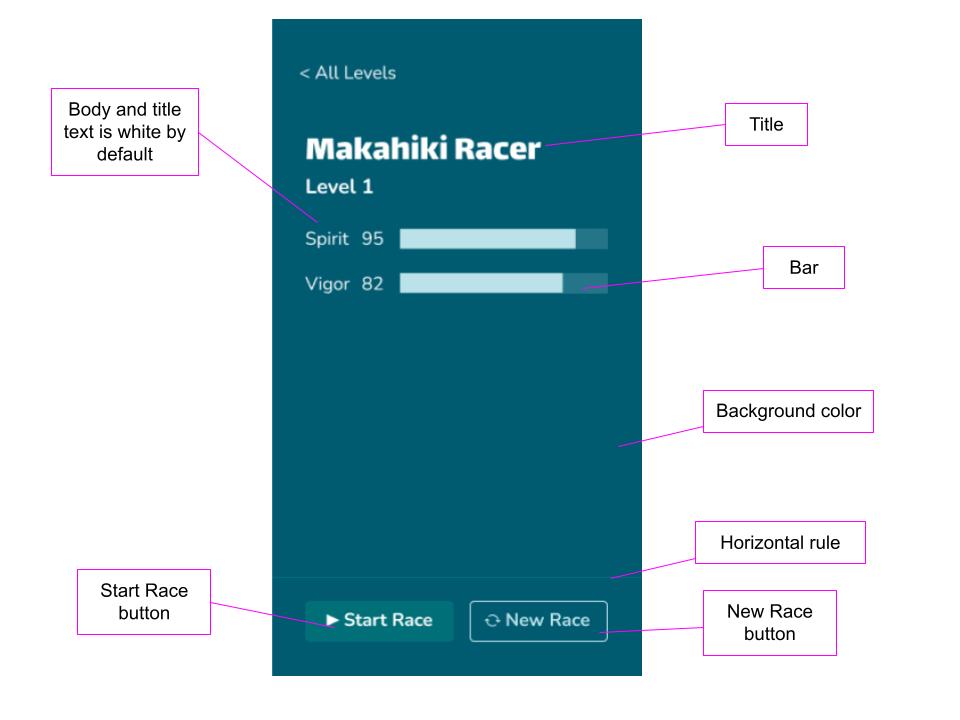 < All Levels
Body and title
text is white by
default
Title
Makahiki Racer
Level 1
Spirit 95
Bar
Vigor 82
Background color
Horizontal rule
Start Race
button
▶ Start Race
New Race
New Race
button